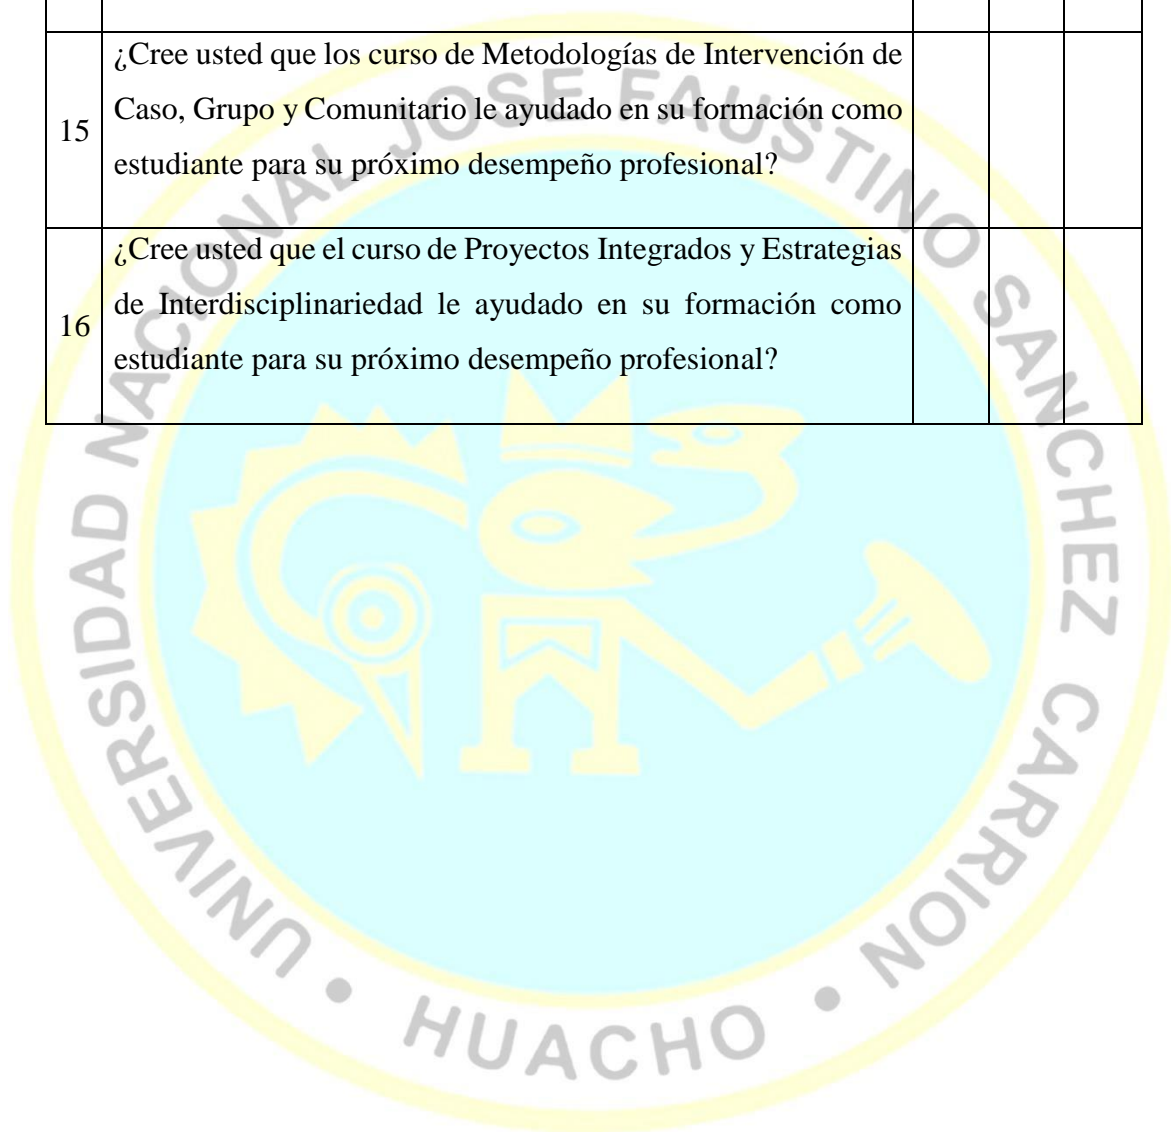 ¿Cree usted que los curso de Metodologías de Intervención de
15 Caso, Grupo y Comunitario le ayudado en su formación como
estudiante para su próximo desempeño profesional?
¿Cree usted que el curso de Proyectos Integrados y Estrategias
16 de Interdisciplinariedad le ayudado en su formación como
estudiante para su próximo desempeño profesional?
UNIVERSIDAD NACIONAL JOSE FAUSTINO SANCHEZ CARRION • HUACHO •